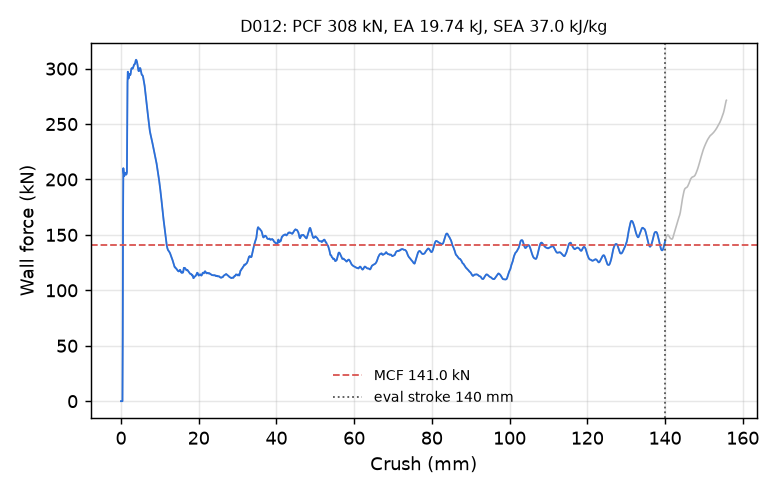 D012: PCF 308 kN, EA 19.74 kJ, SEA 37.0 kJ/kg
300
250
200
150
100
50
0
Wall force (kN)
MCF 141.0 kN
eval stroke 140 mm
0 20 40 60 80 100 120 140 160
Crush (mm)